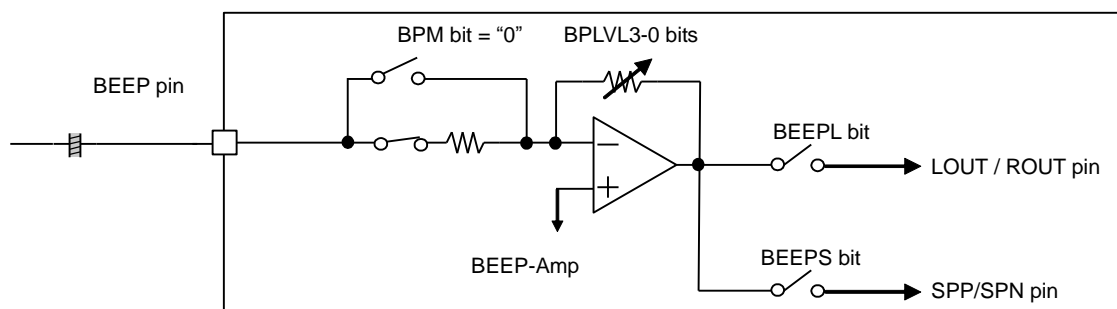 BPM bit = “0”
BPLVL3-0 bits
BEEP pin
BEEPL bit
−
LOUT / ROUT pin
+
BEEP-Amp
BEEPS bit
SPP/SPN pin